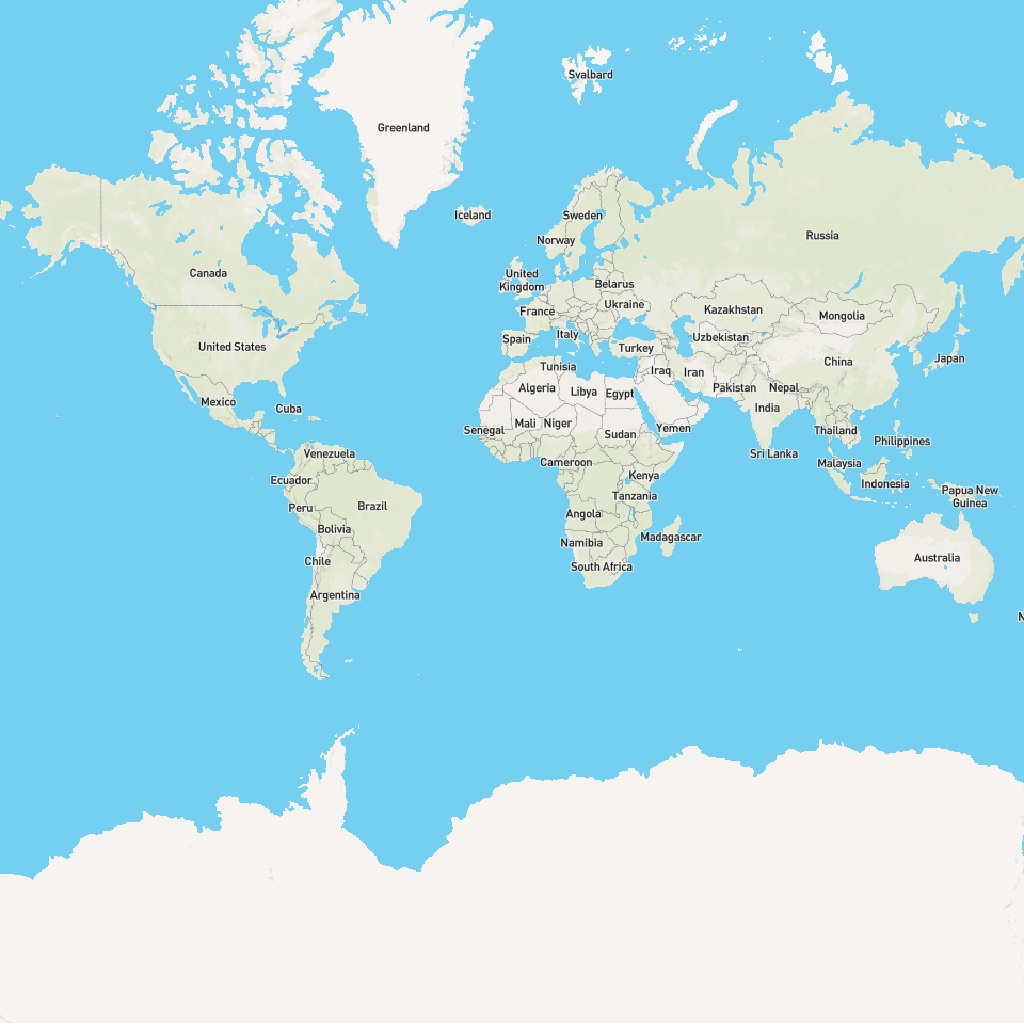 Svalbard
Greenland
Iceland
Sweden
Russia
Norway
Canada
United
Kingdom
Belarus
Ukraine
France
Kazakhstan
Mongolia
Spain
Italy
Uzbekistan
United States
Turkey
China
Japan
Tunisia
Iraq
Iran
Algeria
Libya
Egypt
Pakistan
Nepal
Mexico
Cuba
India
Mali
Niger
Senegal
Sudan
Yemen
Thailand
Philippines
Venezuela
Sri Lanka
Cameroon
Malaysia
Ecuador
Kenya
Indonesia
Papua New
Guinea
Peru
Brazil
Tanzania
Angola
Bolivia
Namibia
Madagascar
Chile
South Africa
Australia
Argentina
N